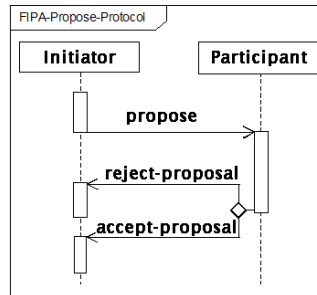 FIPA-Propose-Protocol
Initiator
Participant
propose
reject-proposal
accept-proposal